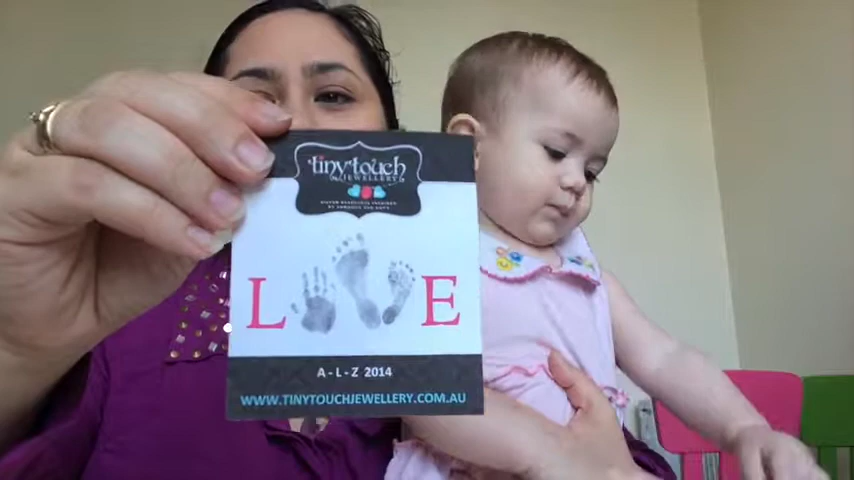 tiny touch
JEWELLERY
L E
A-L-Z 2014
WWW.TINYTOUCHJEWELLERY.COM.AU